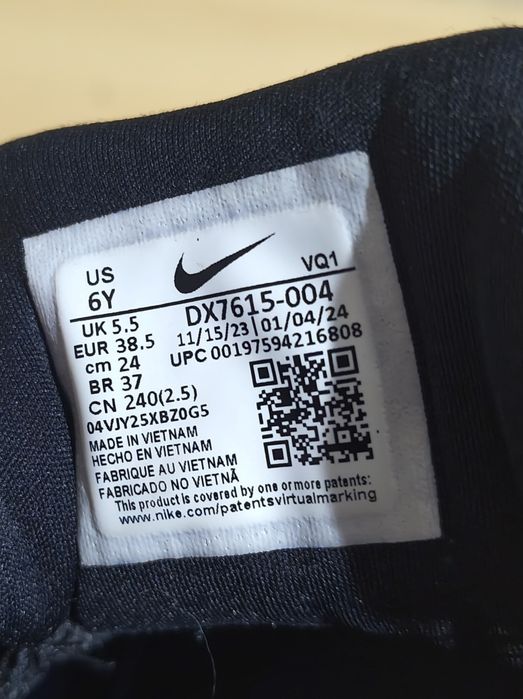 US
6Y
VQ1
UK 5.5
DX7615-004
EUR 38.5
11/15/23 | 01/04/24
cm 24
UPC 00197594216808
BR 37
CN 240(2.5)
04VJY25XBZ0G5
MADE IN VIETNAM
HECHO EN VIETNAM
FABRIQUE AU VIETNAM
FABRICADO NO VIETNÃ
This product is covered by one or more patents:
www.nike.com/patentsvirtualmarking